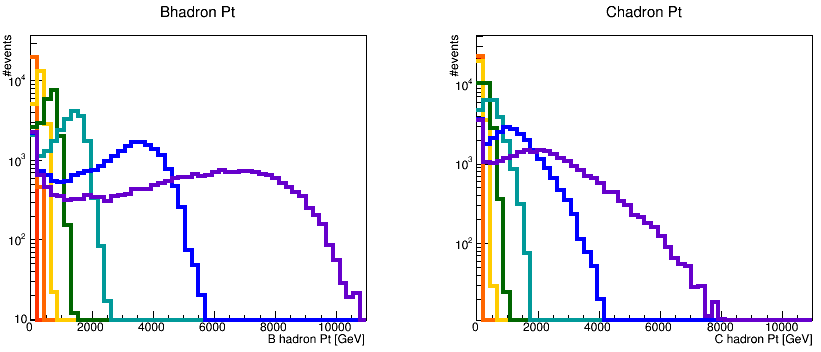 Bhadron Pt
#events
10^4
10^3
10^2
10
0 2000 4000 6000 8000 10000
B hadron Pt [GeV]
Chadron Pt
#events
10^4
10^3
10^2
0 2000 4000 6000 8000 10000
C hadron Pt [GeV]